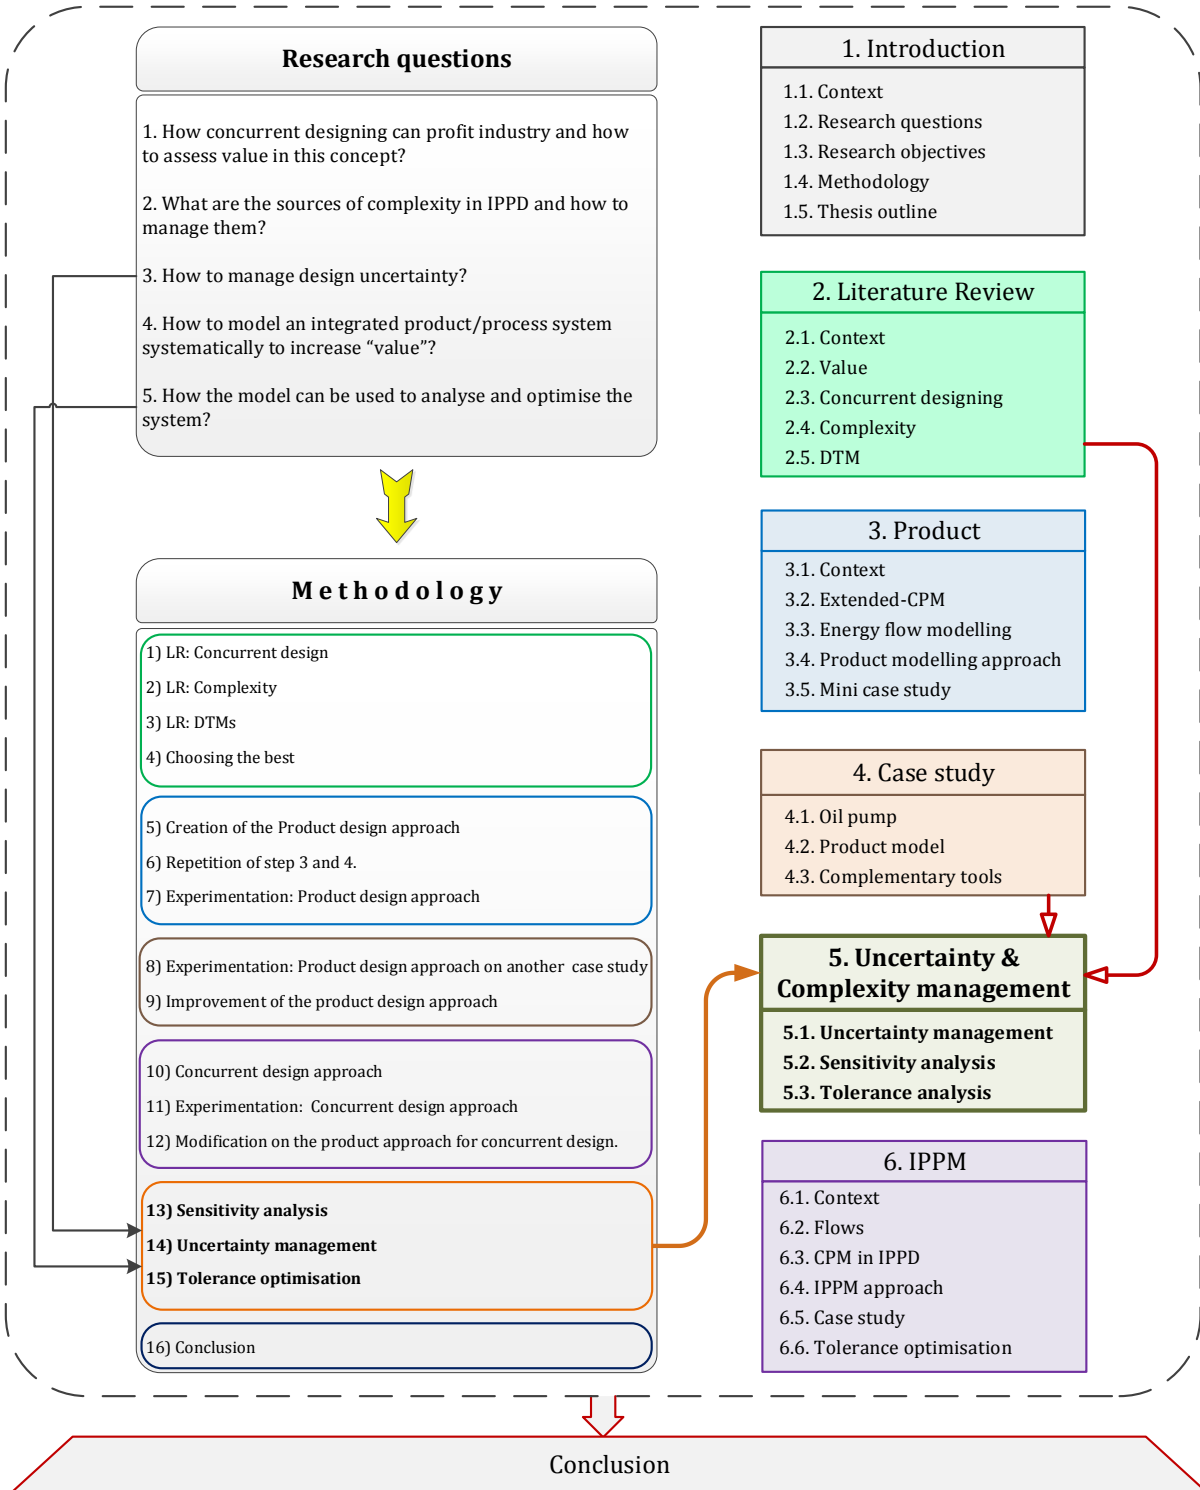 Research questions
1. How concurrent designing can profit industry and how
to assess value in this concept?
2. What are the sources of complexity in IPPD and how to
manage them?
3. How to manage design uncertainty?
4. How to model an integrated product/process system
systematically to increase “value”?
5. How the model can be used to analyse and optimise the
system?
Methodology
1) LR: Concurrent design
2) LR: Complexity
3) LR: DTMs
4) Choosing the best
5) Creation of the Product design approach
6) Repetition of step 3 and 4.
7) Experimentation: Product design approach
8) Experimentation: Product design approach on another case study
9) Improvement of the product design approach
10) Concurrent design approach
11) Experimentation: Concurrent design approach
12) Modification on the product approach for concurrent design.
13) Sensitivity analysis
14) Uncertainty management
15) Tolerance optimisation
16) Conclusion
1. Introduction
1.1. Context
1.2. Research questions
1.3. Research objectives
1.4. Methodology
1.5. Thesis outline
2. Literature Review
2.1. Context
2.2. Value
2.3. Concurrent designing
2.4. Complexity
2.5. DTM
3. Product
3.1. Context
3.2. Extended-CPM
3.3. Energy flow modelling
3.4. Product modelling approach
3.5. Mini case study
4. Case study
4.1. Oil pump
4.2. Product model
4.3. Complementary tools
5. Uncertainty &
Complexity management
5.1. Uncertainty management
5.2. Sensitivity analysis
5.3. Tolerance analysis
6. IPPM
6.1. Context
6.2. Flows
6.3. CPM in IPPD
6.4. IPPM approach
6.5. Case study
6.6. Tolerance optimisation
Conclusion